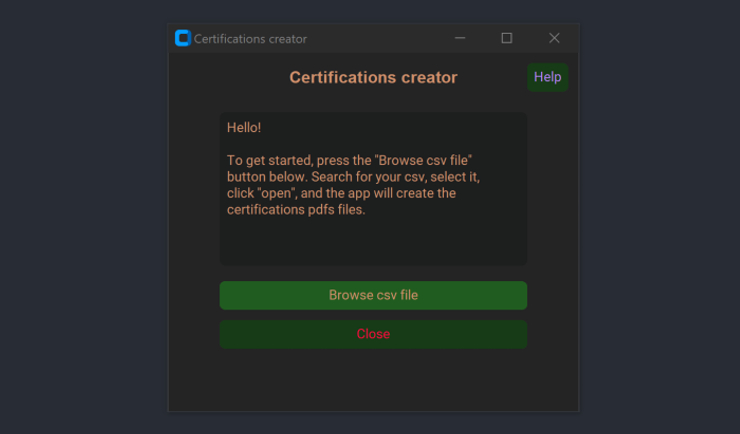 Certifications creator
Certifications creator
Help
Hello!
To get started, press the "Browse csv file"
button below. Search for your csv, select it,
click "open", and the app will create the
certifications pdfs files.
Browse csv file
Close